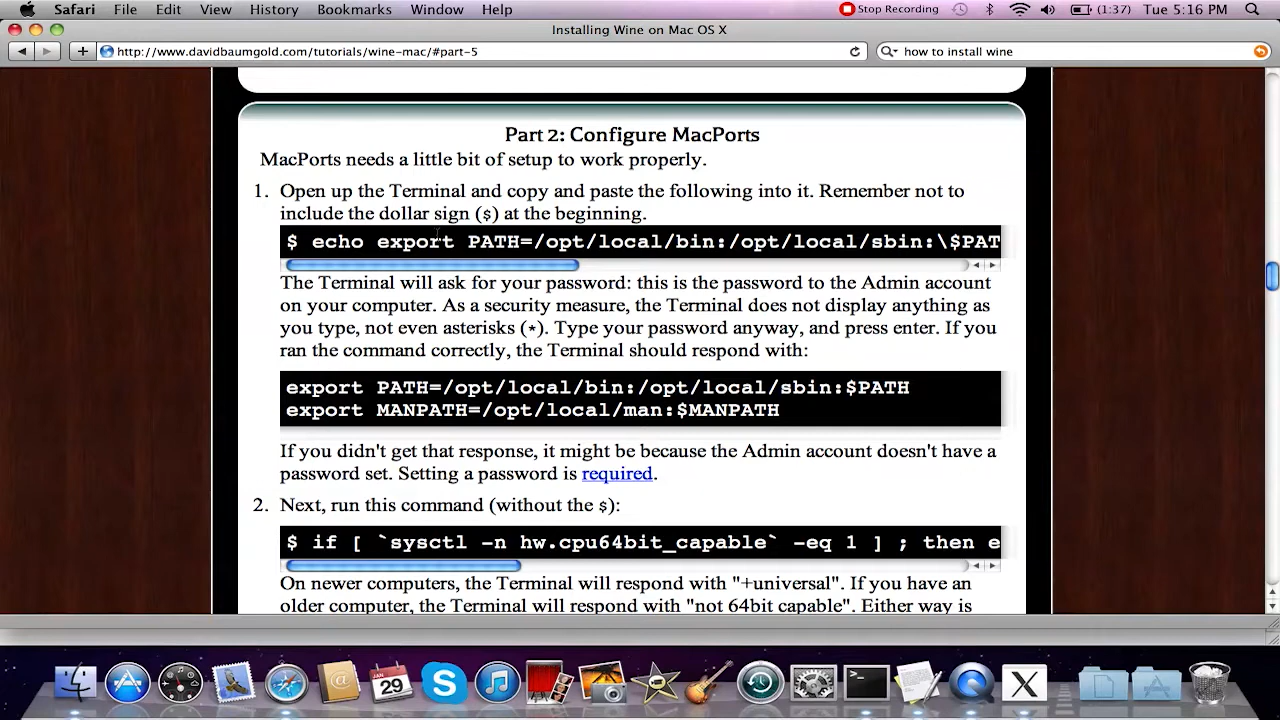 Safari File Edit View History Bookmarks Window Help Stop Recording (1:37) Tue 5:16 PM
Installing Wine on Mac OS X
http://www.davidbaumgold.com/tutorials/wine-mac/#part-5 how to install wine
Part 2: Configure MacPorts
MacPorts needs a little bit of setup to work properly.
1. Open up the Terminal and copy and paste the following into it. Remember not to
include the dollar sign ($) at the beginning.
$ echo export PATH=/opt/local/bin:/opt/local/sbin:\$PAT
The Terminal will ask for your password: this is the password to the Admin account
on your computer. As a security measure, the Terminal does not display anything as
you type, not even asterisks (*). Type your password anyway, and press enter. If you
ran the command correctly, the Terminal should respond with:
export PATH=/opt/local/bin:/opt/local/sbin:$PATH
export MANPATH=/opt/local/man:$MANPATH
If you didn't get that response, it might be because the Admin account doesn't have a
password set. Setting a password is required.
2. Next, run this command (without the $):
$ if [ `sysctl -n hw.cpu64bit_capable` -eq 1 ] ; then e
On newer computers, the Terminal will respond with "+universal". If you have an
older computer, the Terminal will respond with "not 64bit capable". Either way is
29